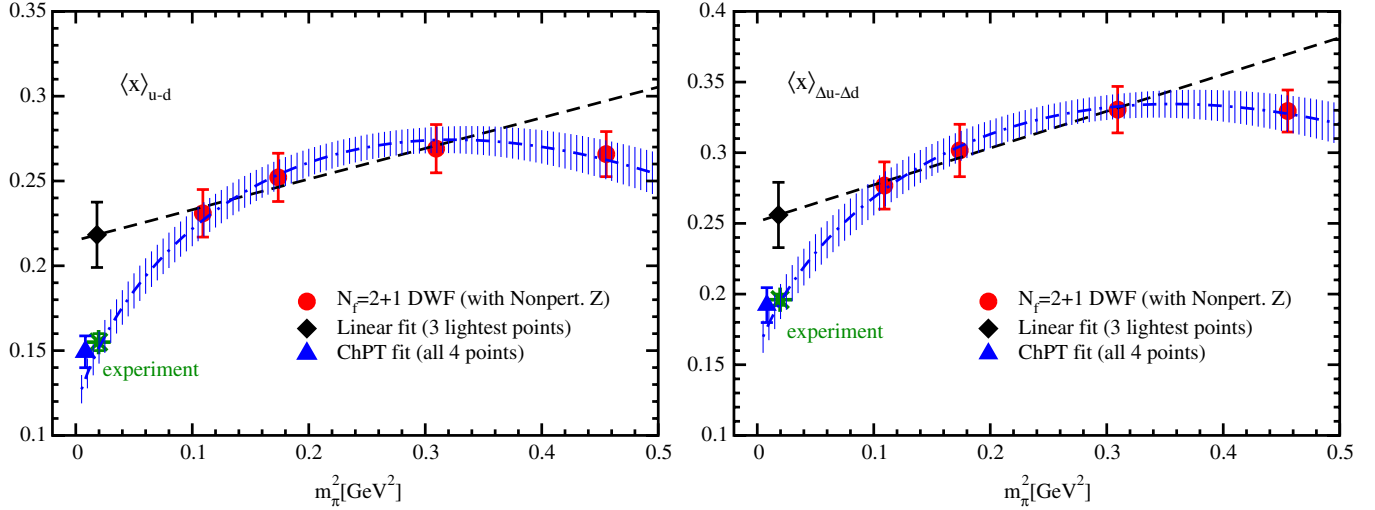 0.35
0.3
0.25
0.2
0.15
0.1
⟨x⟩u-d
Nf=2+1 DWF (with Nonpert. Z)
Linear fit (3 lightest points)
ChPT fit (all 4 points)
experiment
0 0.1 0.2 0.3 0.4 0.5
mπ²[GeV²]
0.4
0.35
0.3
0.25
0.2
0.15
0.1
⟨x⟩Δu-Δd
Nf=2+1 DWF (with Nonpert. Z)
Linear fit (3 lightest points)
ChPT fit (all 4 points)
experiment
0 0.1 0.2 0.3 0.4 0.5
mπ²[GeV²]